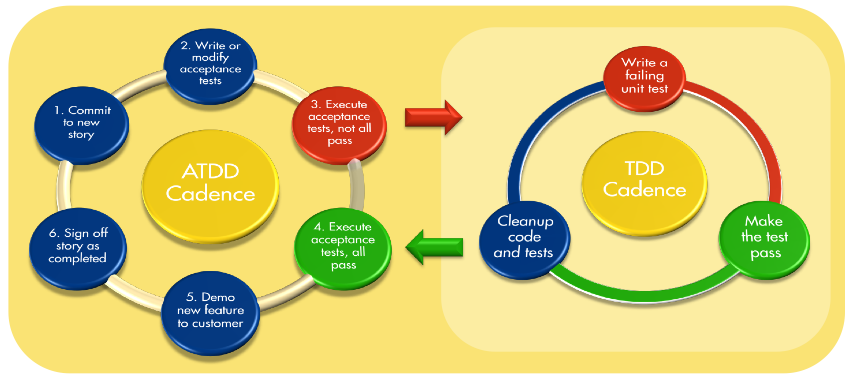 2. Write or
modify
acceptance
tests
1. Commit
to new
story
3. Execute
acceptance
tests, not all
pass
ATDD
Cadence
6. Sign off
story as
completed
4. Execute
acceptance
tests, all
pass
5. Demo
new feature
to customer
Write a
failing
unit test
TDD
Cadence
Cleanup
code
and tests
Make
the test
pass